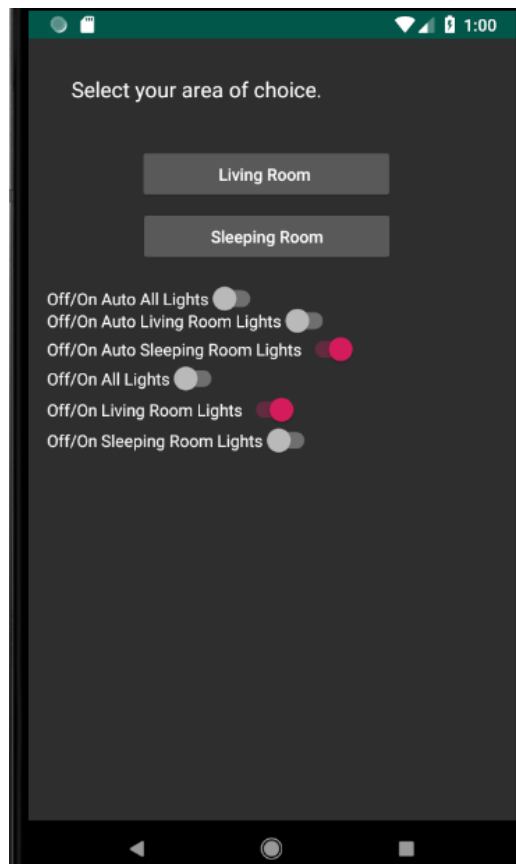 1:00
Select your area of choice.
Living Room
Sleeping Room
Off/On Auto All Lights
Off/On Auto Living Room Lights
Off/On Auto Sleeping Room Lights
Off/On All Lights
Off/On Living Room Lights
Off/On Sleeping Room Lights